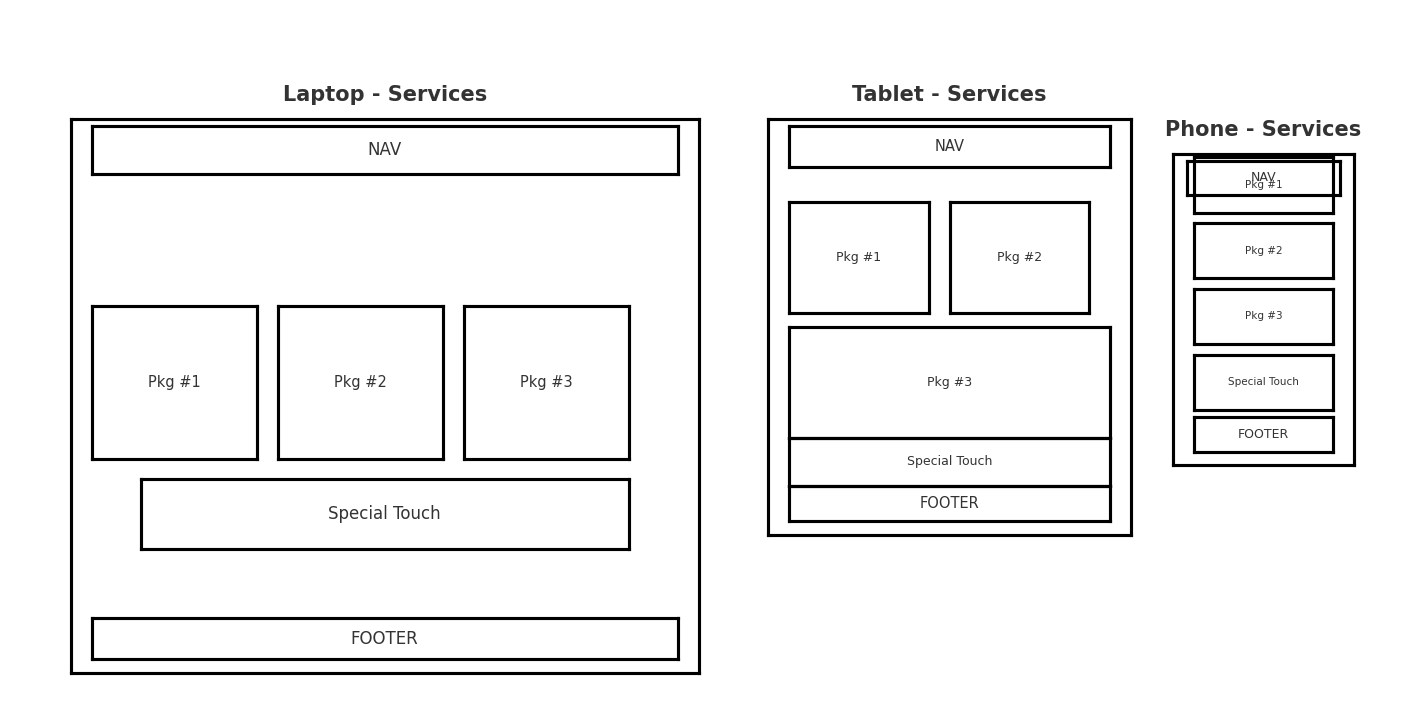 Laptop - Services
NAV
Pkg #1
Pkg #2
Pkg #3
Special Touch
FOOTER
Tablet - Services
NAV
Pkg #1
Pkg #2
Pkg #3
Special Touch
FOOTER
Phone - Services
NAV
Pkg #1
Pkg #2
Pkg #3
Special Touch
FOOTER